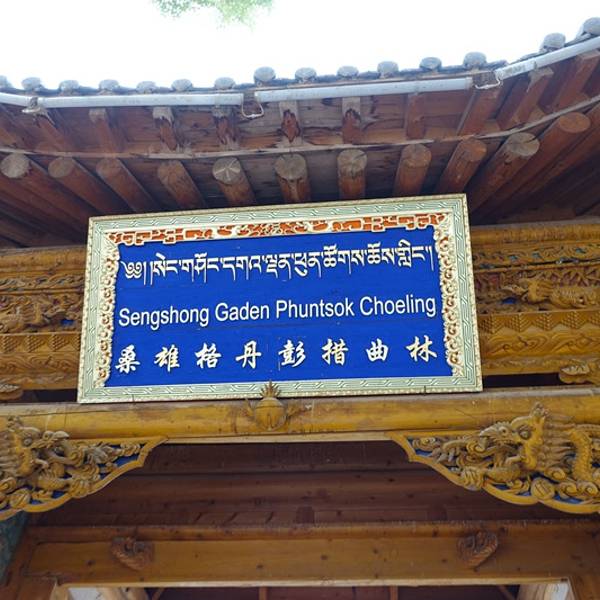 ༄༅། །སེང་གཤོང་དགའ་ལྡན་ཕུན་ཚོགས་ཆོས་གླིང་།
Sengshong Gaden Phuntsok Choeling
桑雄格丹彭措曲林